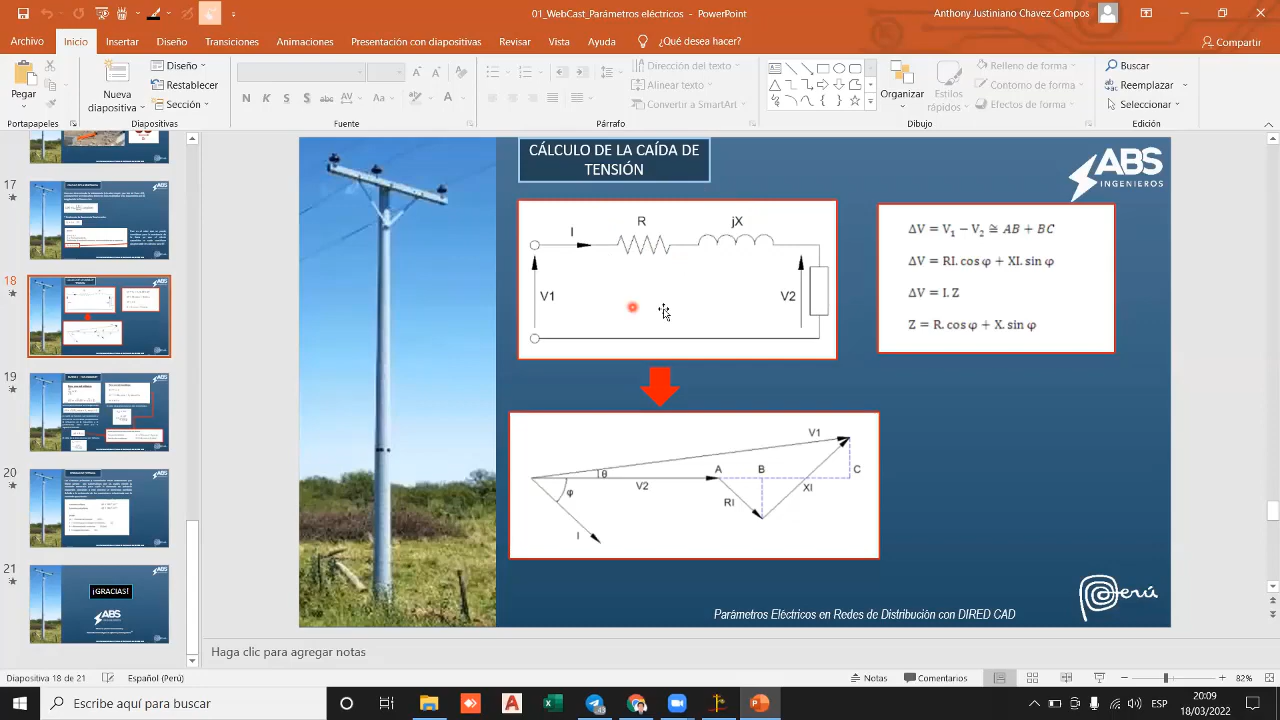 01_WebCast_Parámetros eléctricos - PowerPoint
Anthony Justiniano Chavez Campos
Archivo Inicio Insertar Diseño Transiciones Animaciones Presentación con diapositivas Revisar Vista Ayuda ¿Qué desea hacer? Compartir
Pegar
Nueva diapositiva
Diseño
Restablecer
Sección
N K S S abc AV Aa A
Dirección del texto
Alinear texto
Convertir a SmartArt
Organizar
Estilos rápidos
Relleno de forma
Contorno de forma
Efectos de forma
Buscar
Reemplazar
Seleccionar
Portapapeles Diapositivas Fuente Párrafo Dibujo Edición
17
18
19
20
21
¡GRACIAS!
ABS
CÁLCULO DE LA CAÍDA DE
TENSIÓN
ABS
INGENIEROS
R jX
I
V1 V2
ΔV = V₁ − V₂ ≅ AB + BC
ΔV = RI. cos φ + XI. sin φ
ΔV = I. Z
Z = R. cos φ + X. sin φ
V1
θ
A B C
V2
φ
RI
XI
I
Perú
Parámetros Eléctricos en Redes de Distribución con DIRED CAD
Haga clic para agregar notas
Diapositiva 18 de 21 Español (Perú) Notas Comentarios 82%
Escribe aquí para buscar
ESP
20:09
18/03/2022